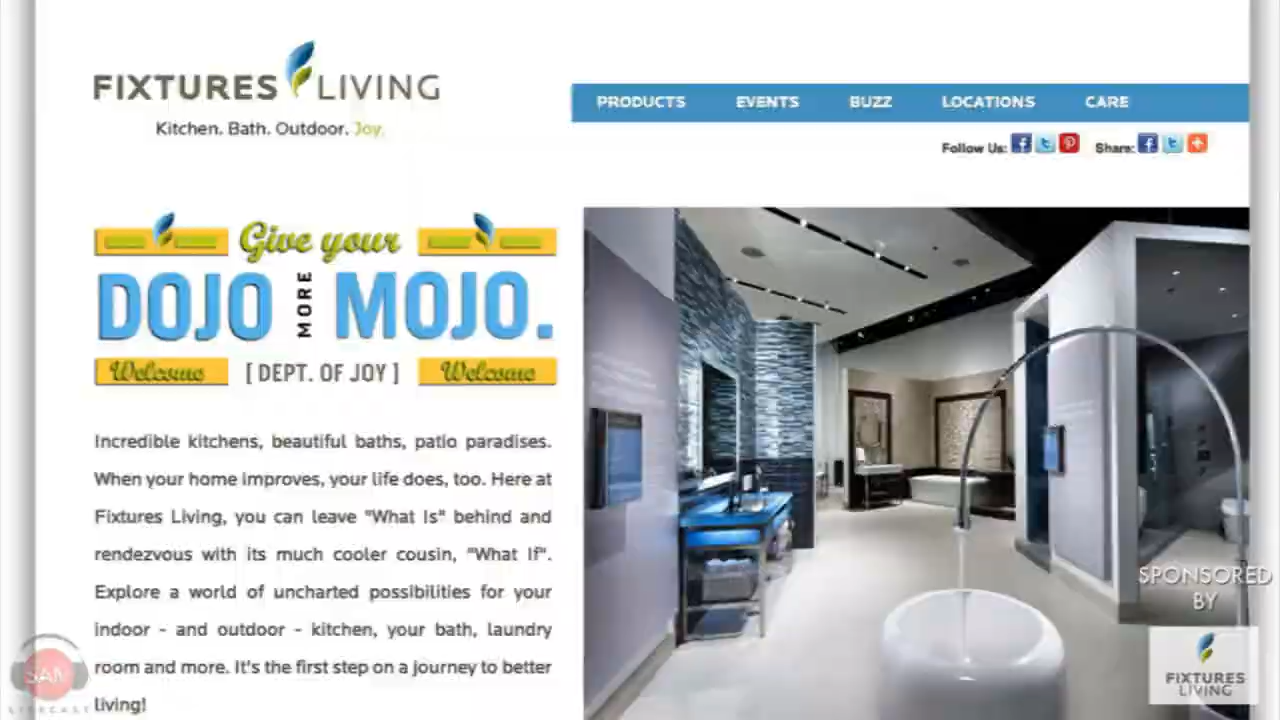 FIXTURES LIVING
Kitchen. Bath. Outdoor. Joy.
PRODUCTS EVENTS BUZZ LOCATIONS CARE
Follow Us: Share:
Give your
DOJO MORE MOJO.
Welcome [ DEPT. OF JOY ] Welcome
Incredible kitchens, beautiful baths, patio paradises.
When your home improves, your life does, too. Here at
Fixtures Living, you can leave "What Is" behind and
rendezvous with its much cooler cousin, "What If".
Explore a world of uncharted possibilities for your
indoor - and outdoor - kitchen, your bath, laundry
room and more. It's the first step on a journey to better
living!
SPONSORED
BY
FIXTURES
LIVING
SAM
LIVECAST